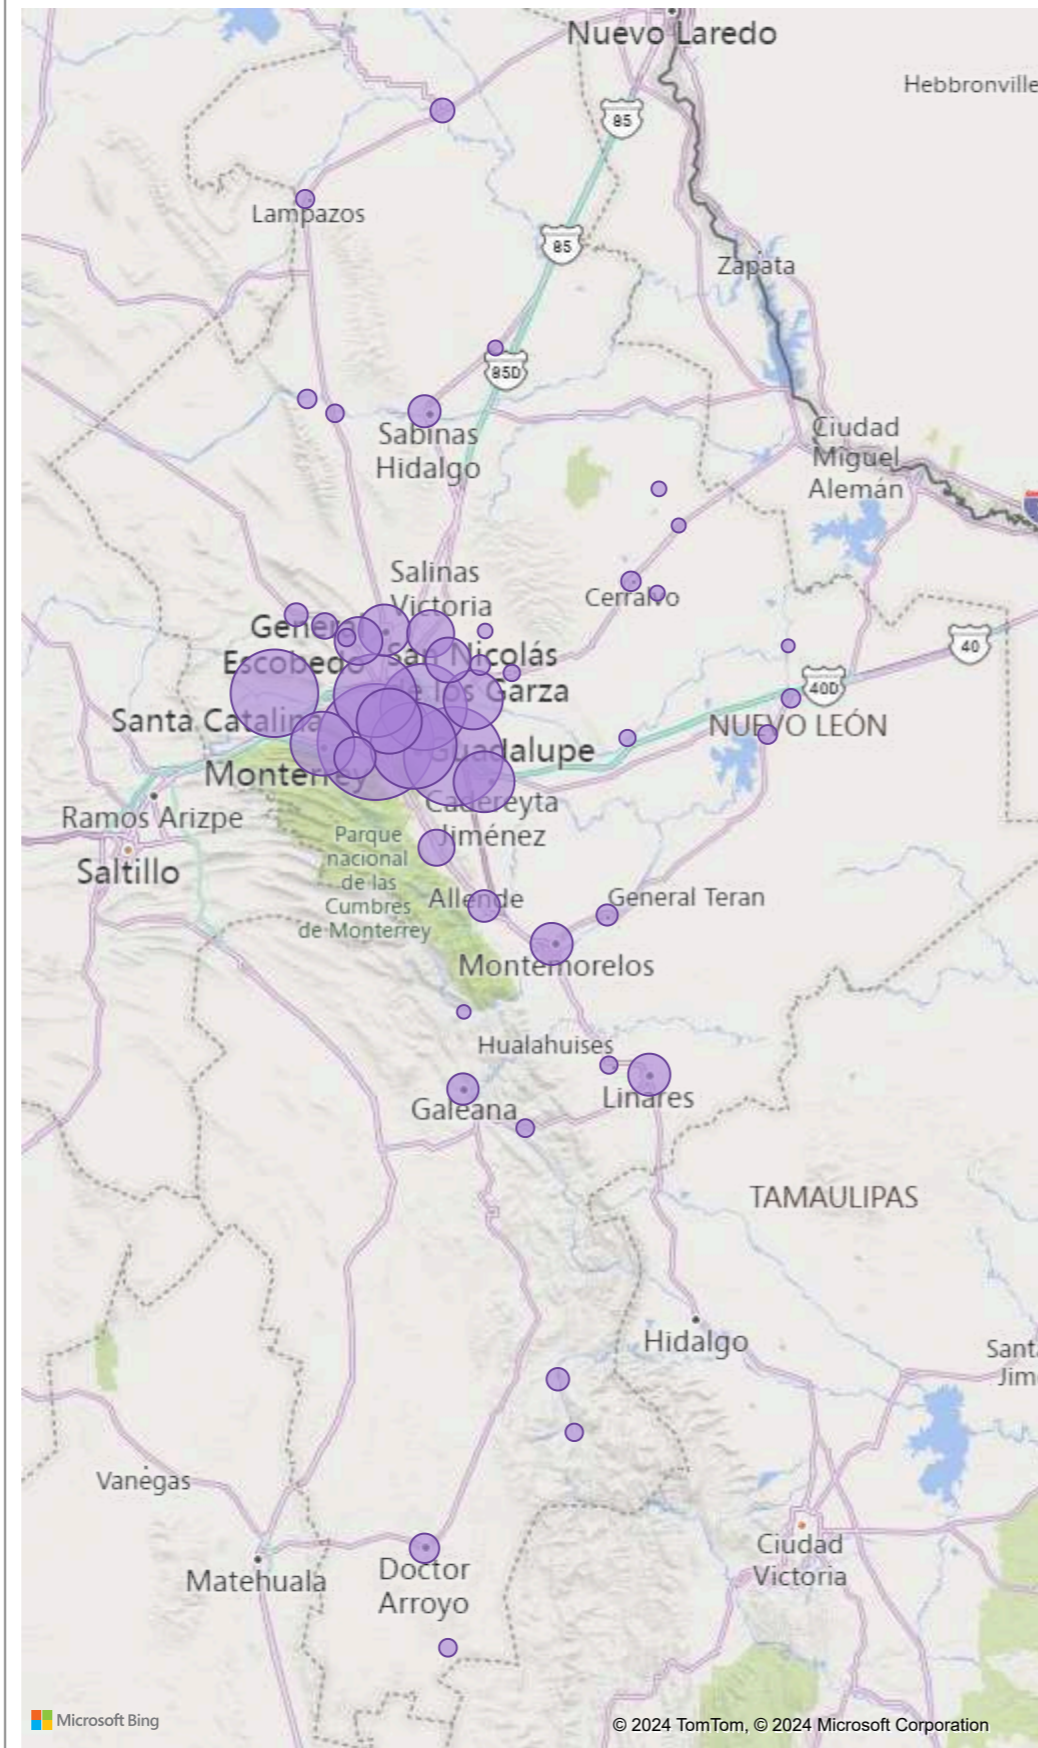 Nuevo Laredo
Hebbronville
85
Lampazos
85
Zapata
85D
Sabinas
Hidalgo
Ciudad
Miguel
Alemán
Salinas
Victoria
Cerralvo
General
Escobedo
San Nicolás
de los Garza
40
40D
Santa Catalina
NUEVO LEÓN
Guadalupe
Monterrey
Cadereyta
Jiménez
Ramos Arizpe
Saltillo
Parque
nacional
de las
Cumbres
de Monterrey
Allende
General Teran
Montemorelos
Hualahuises
Galeana
Linares
TAMAULIPAS
Hidalgo
Santa
Jim
Vanegas
Ciudad
Victoria
Matehuala
Doctor
Arroyo
Microsoft Bing
© 2024 TomTom, © 2024 Microsoft Corporation